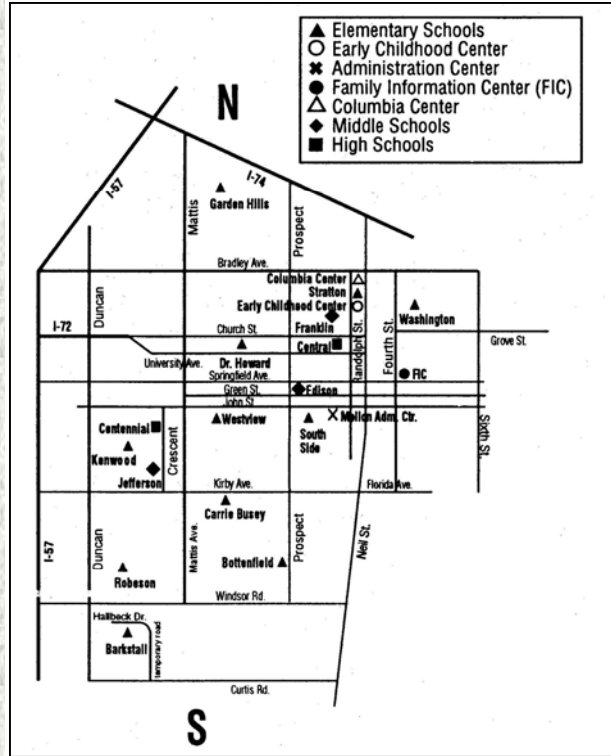 Elementary Schools
Early Childhood Center
Administration Center
Family Information Center (FIC)
Columbia Center
Middle Schools
High Schools
N
I-57
I-74
Mattis
Garden Hills
Prospect
Bradley Ave.
Columbia Center
Stratton
Early Childhood Center
Duncan
Washington
I-72
Church St.
Franklin
Randolph St.
Fourth St.
Grove St.
Central
University Ave.
Dr. Howard
Springfield Ave.
FIC
Green St.
Edison
John St.
Centennial
Westview
Mellon Adm. Ctr.
South
Side
Sixth St.
Kenwood
Crescent
Jefferson
Kirby Ave.
Florida Ave.
Carrie Busey
I-57
Duncan
Mattis Ave.
Prospect
Neil St.
Bottenfield
Robeson
Windsor Rd.
Hallbeck Dr.
Barkstall
temporary road
Curtis Rd.
S